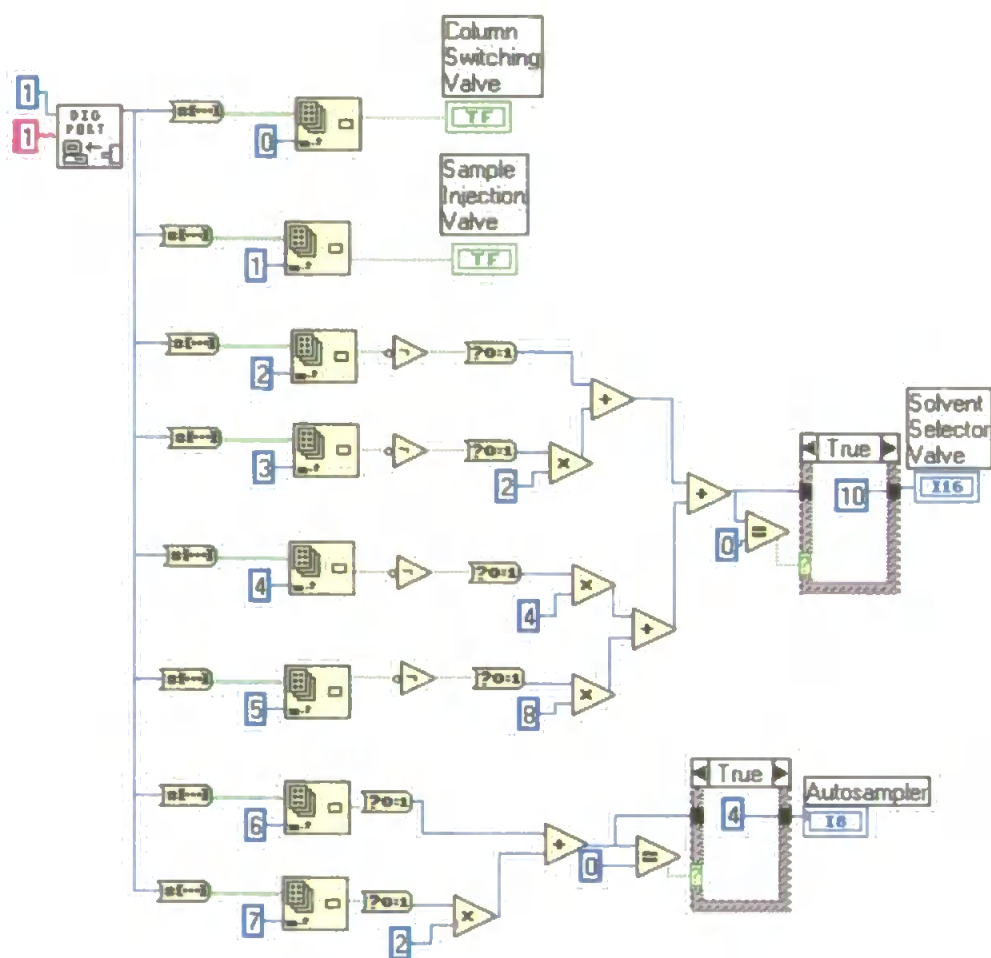 Column
Switching
Valve
1
DIG
PORT
1
TF
0
Sample
Injection
Valve
1
TF
2
?0=1
+
3
?0=1
×
2
Solvent
Selector
Valve
True
10
I16
+
0
=
4
?0=1
×
4
+
5
?0=1
×
8
True
Autosampler
4
I8
6
?0=1
+
0
=
7
?0=1
×
2